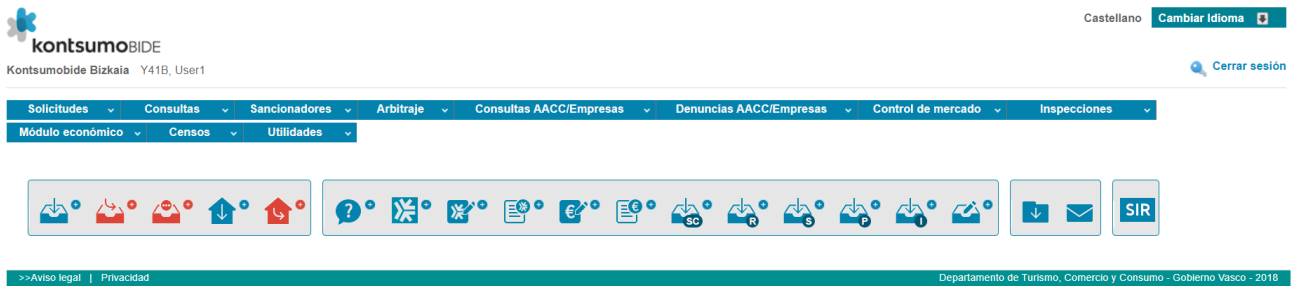 Castellano Cambiar Idioma
kontsumoBIDE
Kontsumobide Bizkaia Y41B, User1
Cerrar sesión
Solicitudes Consultas Sancionadores Arbitraje Consultas AACC/Empresas Denuncias AACC/Empresas Control de mercado Inspecciones
Módulo económico Censos Utilidades
? € € SC R S P I SIR
>>Aviso legal | Privacidad Departamento de Turismo, Comercio y Consumo - Gobierno Vasco - 2018